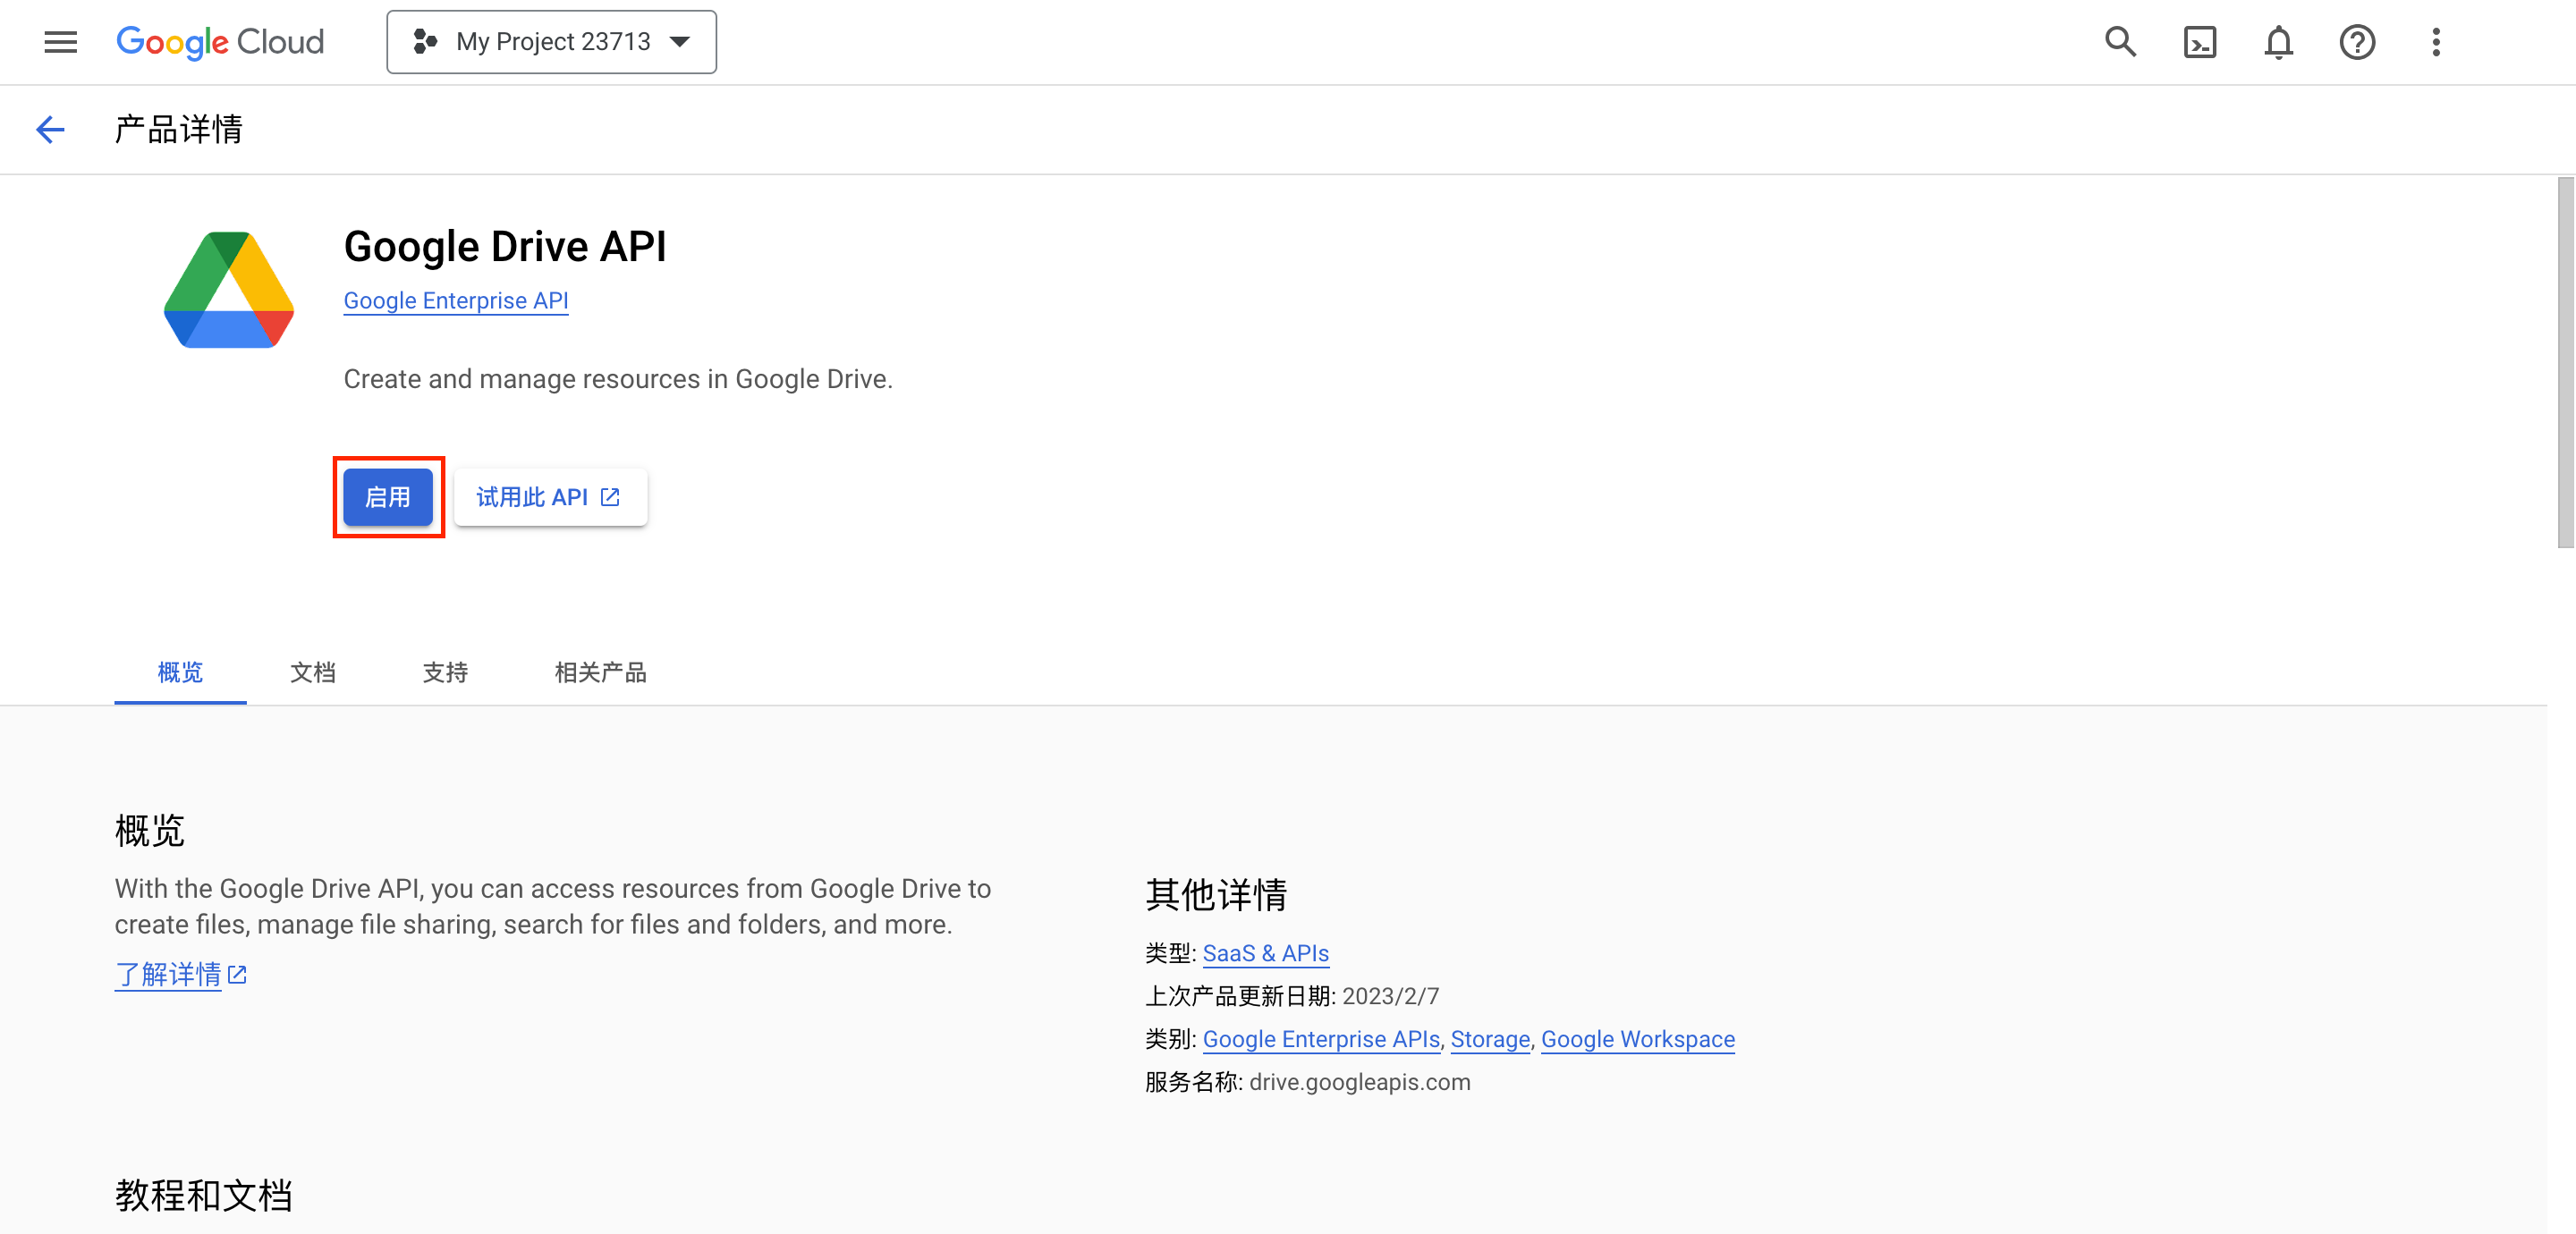 Google Cloud
My Project 23713
产品详情
Google Drive API
Google Enterprise API
Create and manage resources in Google Drive.
启用
试用此 API
概览
文档
支持
相关产品
概览
With the Google Drive API, you can access resources from Google Drive to
create files, manage file sharing, search for files and folders, and more.
了解详情
其他详情
类型: SaaS & APIs
上次产品更新日期: 2023/2/7
类别: Google Enterprise APIs, Storage, Google Workspace
服务名称: drive.googleapis.com
教程和文档